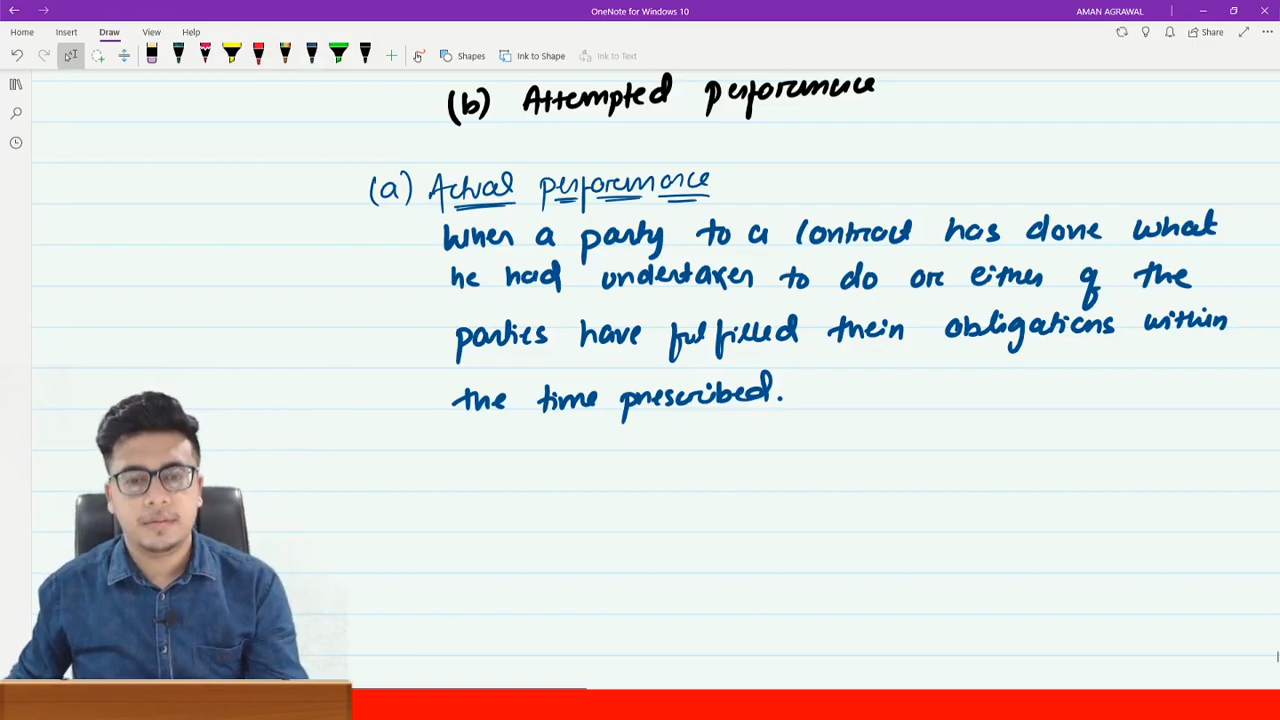 OneNote for Windows 10
AMAN AGRAWAL
Home Insert Draw View Help Share
Shapes Ink to Shape Ink to Text
(b) Attempted performance
(a) Actual performance
When a party to a contract has done what
he had undertaken to do or either of the
parties have fulfilled their obligations within
the time prescribed.